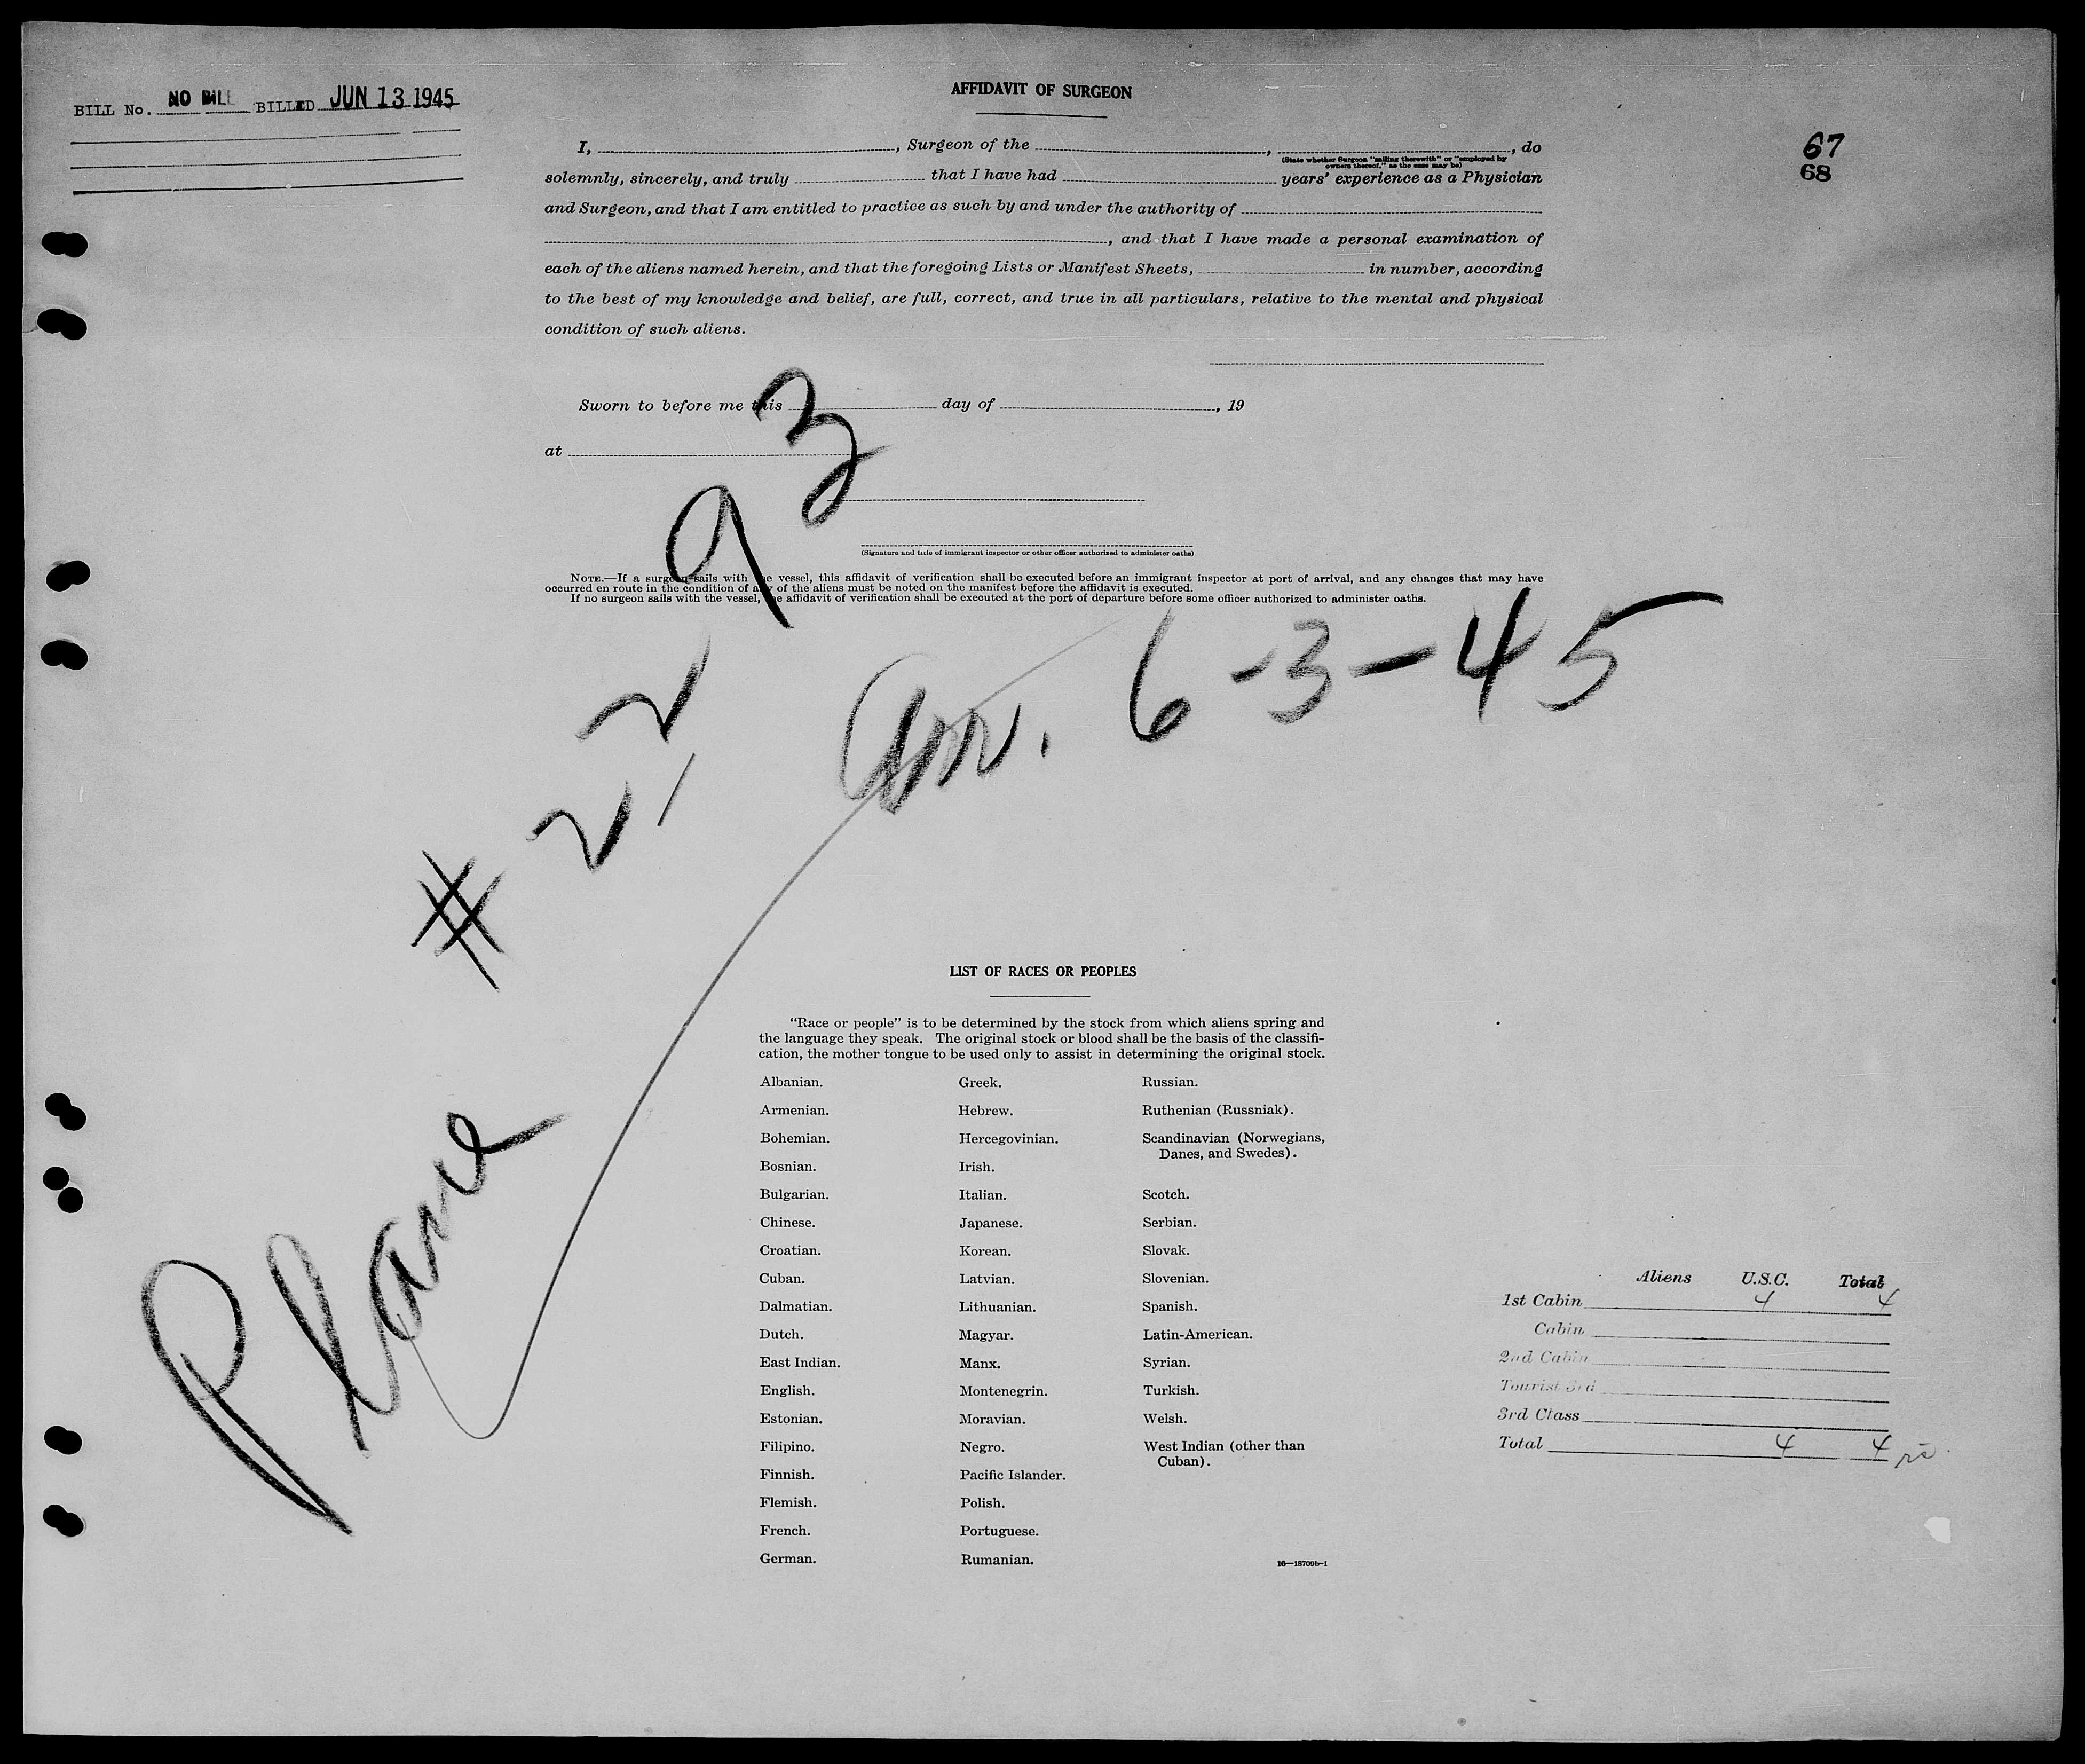 BILL No. NO BILL BILLED JUN 13 1945
AFFIDAVIT OF SURGEON
67
68
I, , Surgeon of the , , do
(State whether Surgeon "sailing therewith" or "employed by
owners thereof," as the case may be)
solemnly, sincerely, and truly that I have had years' experience as a Physician
and Surgeon, and that I am entitled to practice as such by and under the authority of
, and that I have made a personal examination of
each of the aliens named herein, and that the foregoing Lists or Manifest Sheets, in number, according
to the best of my knowledge and belief, are full, correct, and true in all particulars, relative to the mental and physical
condition of such aliens.
Sworn to before me this day of , 19
at
(Signature and title of immigrant inspector or other officer authorized to administer oaths)
NOTE.—If a surgeon sails with the vessel, this affidavit of verification shall be executed before an immigrant inspector at port of arrival, and any changes that may have
occurred en route in the condition of any of the aliens must be noted on the manifest before the affidavit is executed.
If no surgeon sails with the vessel, the affidavit of verification shall be executed at the port of departure before some officer authorized to administer oaths.
Plane # 22,93
Arr. 6-3-45
LIST OF RACES OR PEOPLES
"Race or people" is to be determined by the stock from which aliens spring and
the language they speak. The original stock or blood shall be the basis of the classifi-
cation, the mother tongue to be used only to assist in determining the original stock.
Albanian. Greek. Russian.
Armenian. Hebrew. Ruthenian (Russniak).
Bohemian. Hercegovinian. Scandinavian (Norwegians,
Danes, and Swedes).
Bosnian. Irish.
Bulgarian. Italian. Scotch.
Chinese. Japanese. Serbian.
Croatian. Korean. Slovak.
Cuban. Latvian. Slovenian.
Dalmatian. Lithuanian. Spanish.
Dutch. Magyar. Latin-American.
East Indian. Manx. Syrian.
English. Montenegrin. Turkish.
Estonian. Moravian. Welsh.
Filipino. Negro. West Indian (other than
Cuban).
Finnish. Pacific Islander.
Flemish. Polish.
French. Portuguese.
German. Rumanian.
16—18709b-1
Aliens U.S.C. Total
1st Cabin 4 4
Cabin
2nd Cabin
Tourist 3rd
3rd Class
Total 4 4